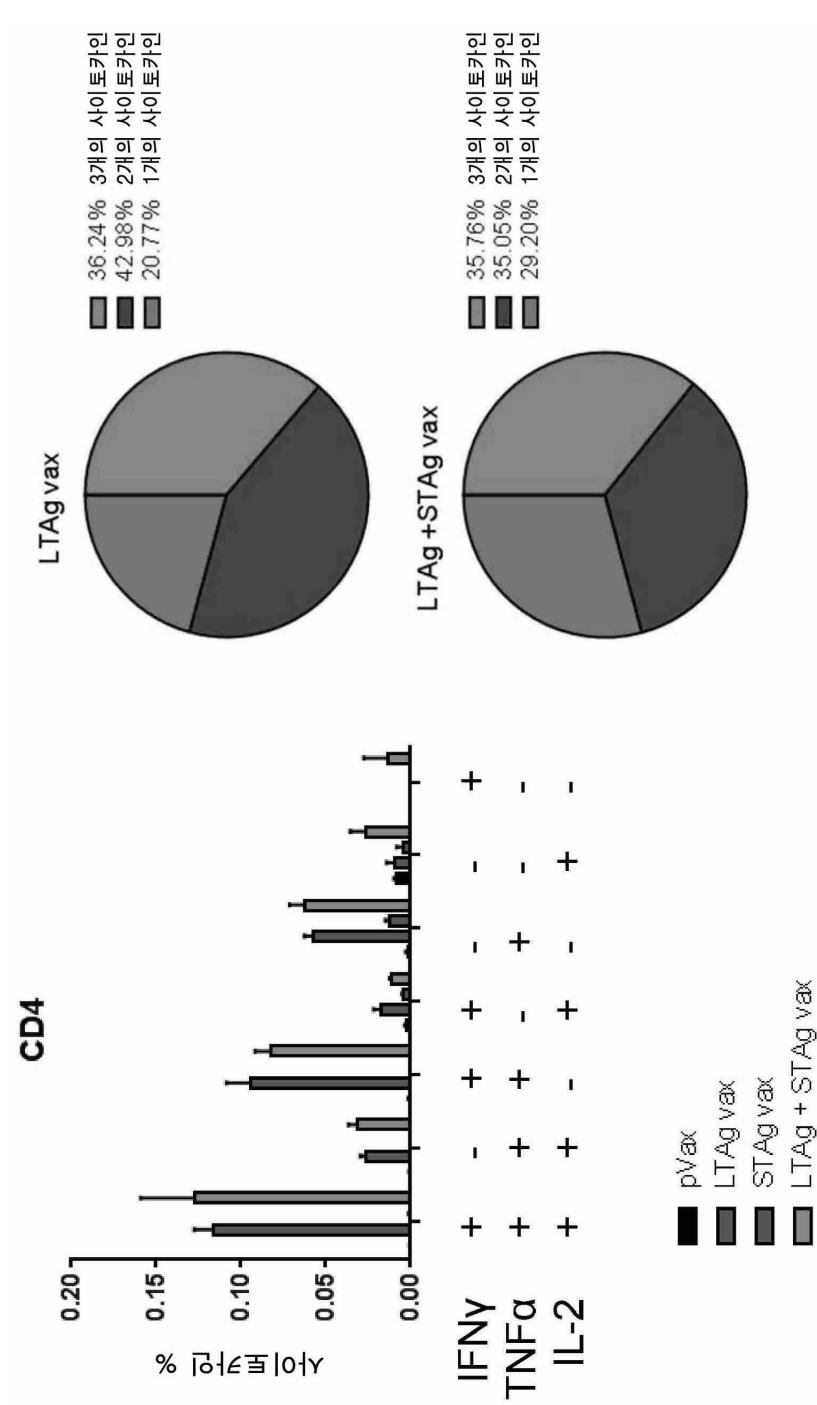 CD4
사이토카인 %
0.20
0.15
0.10
0.05
0.00
IFNγ + - + + - - +
TNFα + + + - + - -
IL-2 + + - + - + -
pVax
LTAg vax
STAg vax
LTAg + STAg vax
LTAg vax
36.24% 3개의 사이토카인
42.98% 2개의 사이토카인
20.77% 1개의 사이토카인
LTAg +STAg vax
35.76% 3개의 사이토카인
35.05% 2개의 사이토카인
29.20% 1개의 사이토카인